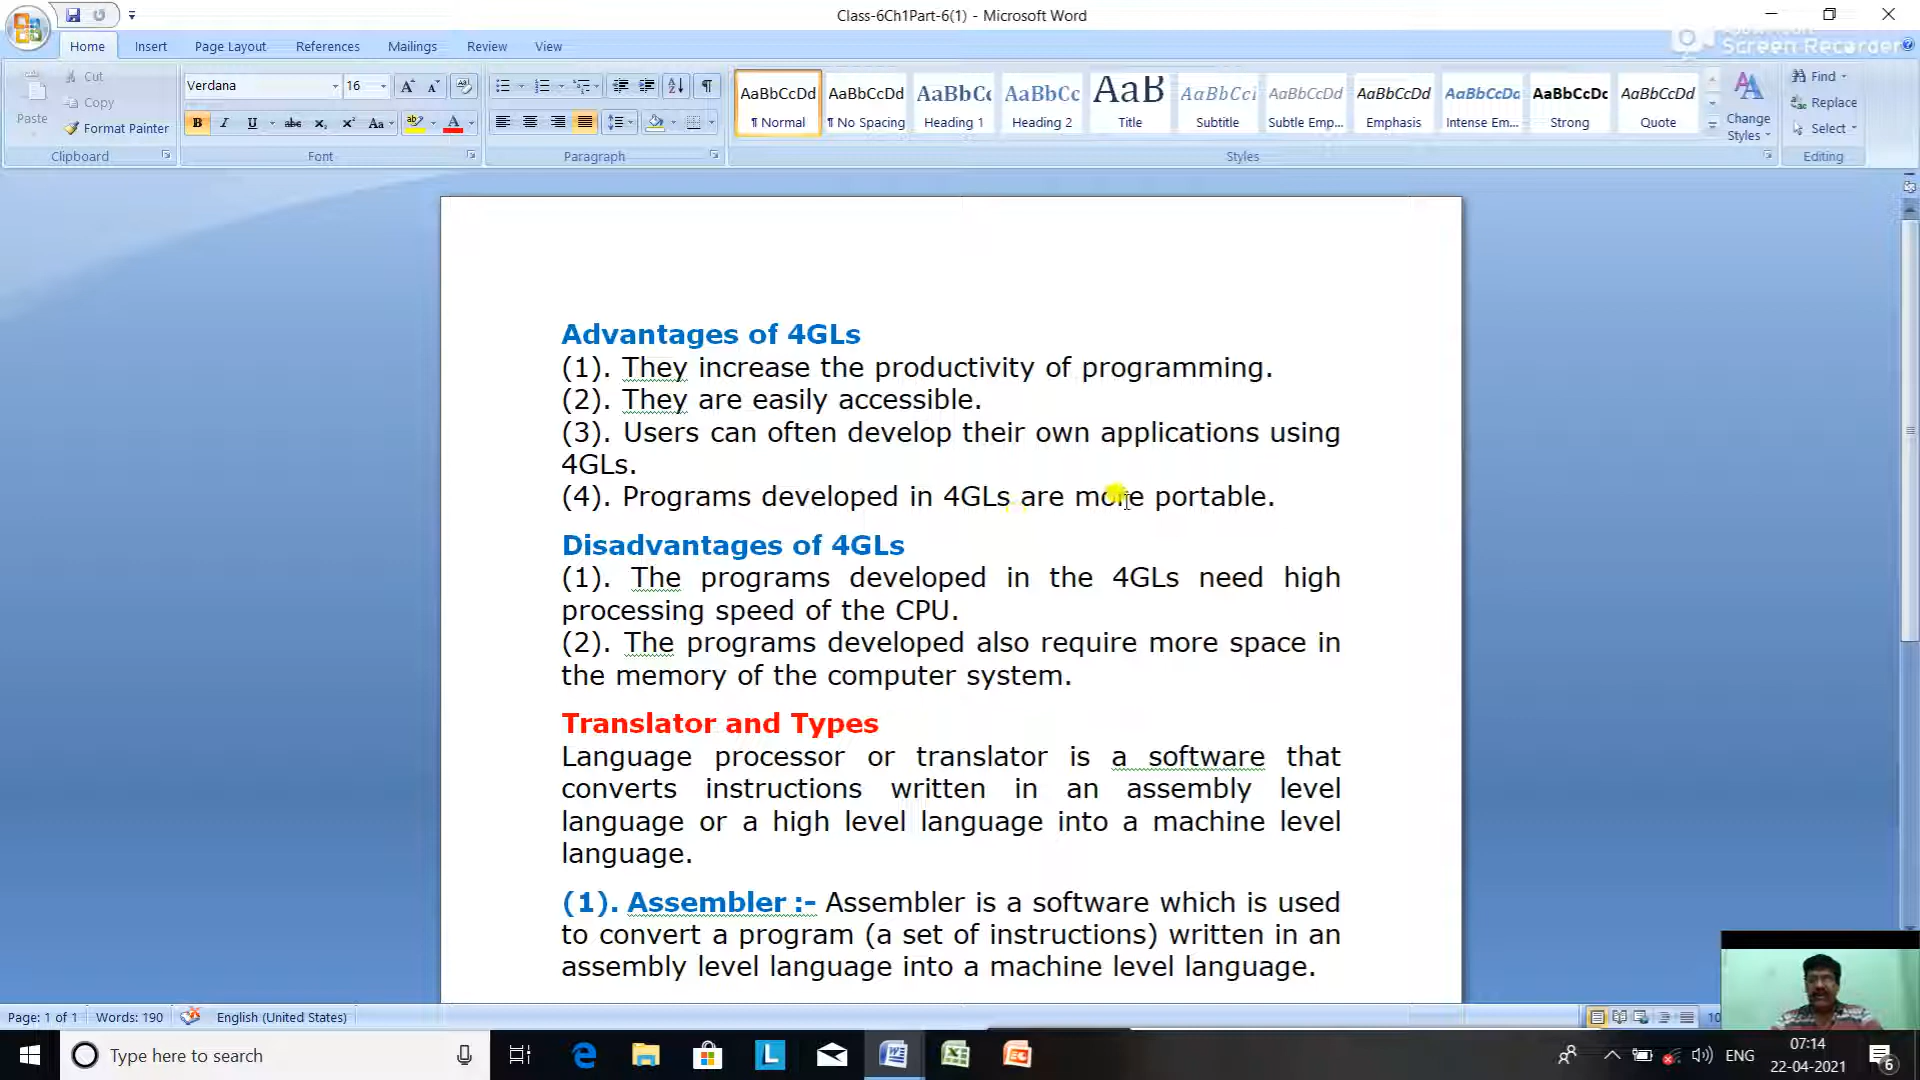 Class-6Ch1Part-6(1) - Microsoft Word
Screen Recorder
Home Insert Page Layout References Mailings Review View
Cut
Copy
Paste
Format Painter
Clipboard
Verdana 16
B I U abc x₂ x² Aa ab A
Font
Paragraph
AaBbCcDd AaBbCcDd AaBbCc AaBbCc AaB AaBbCcI AaBbCcDd AaBbCcDd AaBbCcDd AaBbCcDc AaBbCcDd
¶ Normal ¶ No Spacing Heading 1 Heading 2 Title Subtitle Subtle Emp... Emphasis Intense Em... Strong Quote
Change Styles
Styles
Find
Replace
Select
Editing
Advantages of 4GLs
(1). They increase the productivity of programming.
(2). They are easily accessible.
(3). Users can often develop their own applications using
4GLs.
(4). Programs developed in 4GLs are more portable.
Disadvantages of 4GLs
(1). The programs developed in the 4GLs need high
processing speed of the CPU.
(2). The programs developed also require more space in
the memory of the computer system.
Translator and Types
Language processor or translator is a software that
converts instructions written in an assembly level
language or a high level language into a machine level
language.
(1). Assembler :- Assembler is a software which is used
to convert a program (a set of instructions) written in an
assembly level language into a machine level language.
Page: 1 of 1 Words: 190 English (United States) 10
Type here to search
ENG
07:14
22-04-2021
6